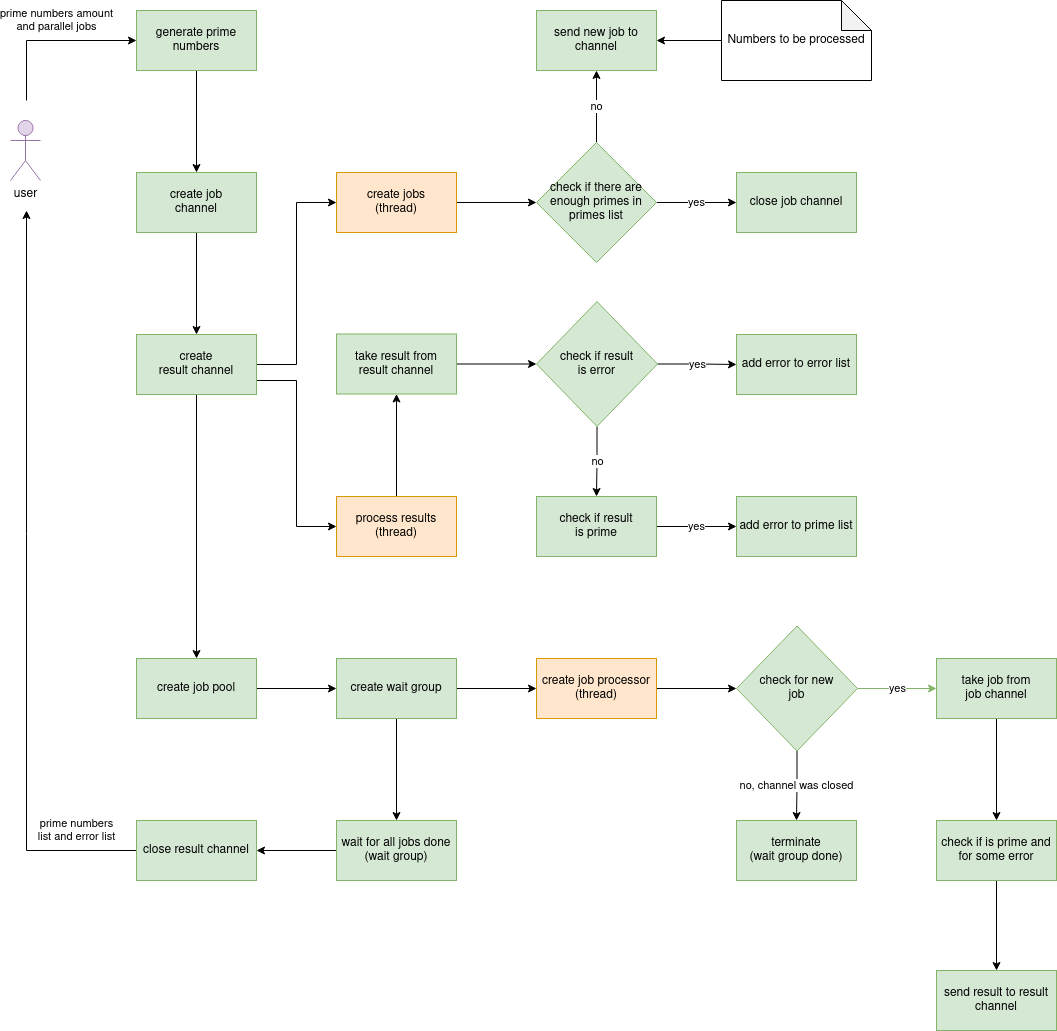 prime numbers amount
and parallel jobs
generate prime
numbers
send new job to
channel
Numbers to be processed
no
user
create job
channel
create jobs
(thread)
check if there are
enough primes in
primes list
yes
close job channel
create
result channel
take result from
result channel
check if result
is error
yes
add error to error list
no
process results
(thread)
check if result
is prime
yes
add error to prime list
create job pool
create wait group
create job processor
(thread)
check for new
job
yes
take job from
job channel
no, channel was closed
prime numbers
list and error list
close result channel
wait for all jobs done
(wait group)
terminate
(wait group done)
check if is prime and
for some error
send result to result
channel